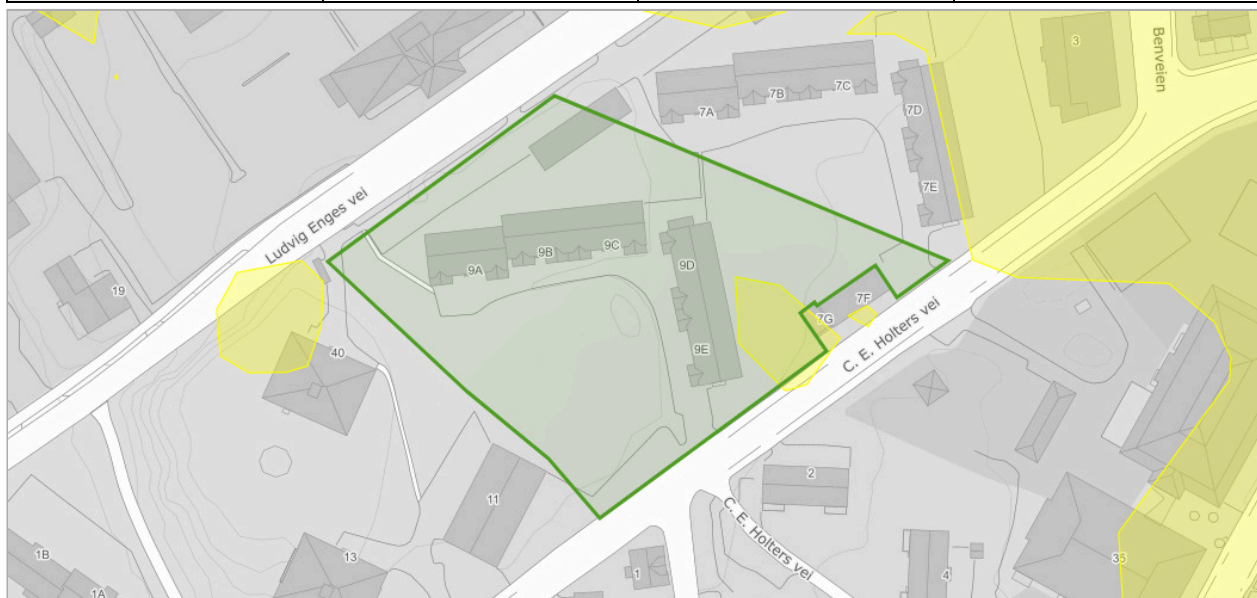 3
Benveien
7A
7B
7C
7D
7E
Ludvig Enges vei
9A
9B
9C
9D
9E
19
7F
7G
C. E. Holters vei
40
11
2
C. E. Holters vei
1B
1A
13
1
4
35